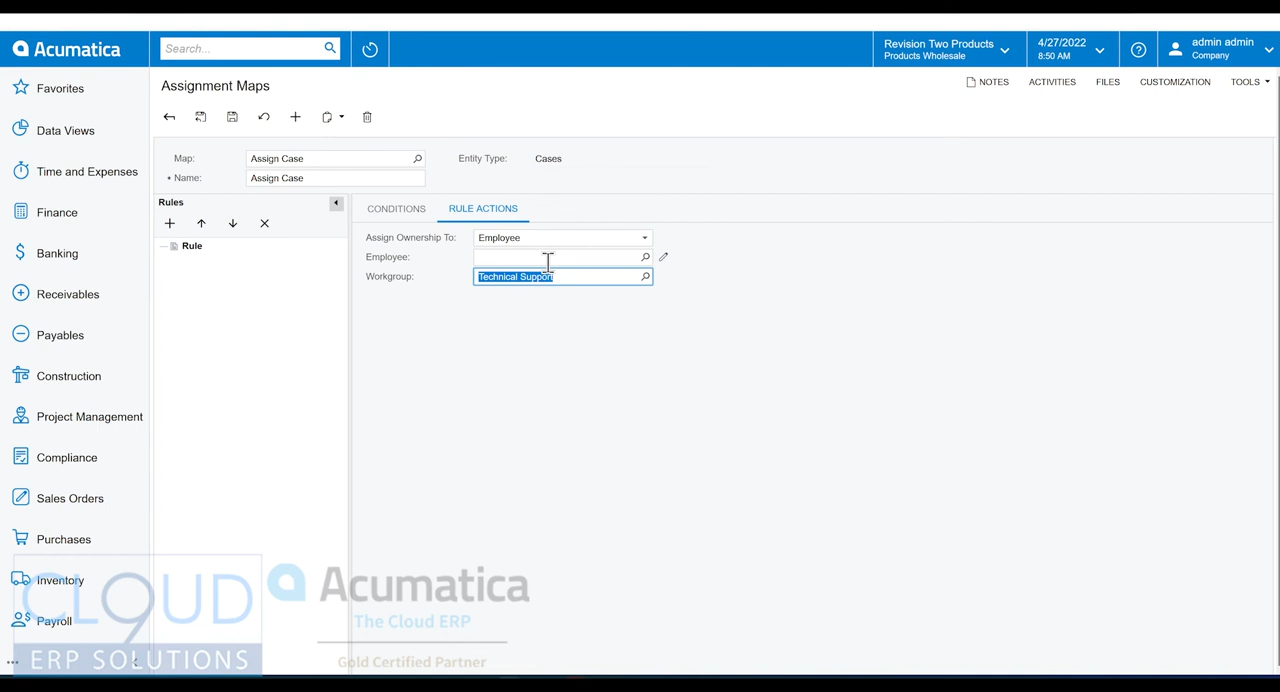 Acumatica
Search...
Revision Two Products
Products Wholesale
4/27/2022
8:50 AM
admin admin
Company
Favorites
Data Views
Time and Expenses
Finance
Banking
Receivables
Payables
Construction
Project Management
Compliance
Sales Orders
Purchases
Inventory
Payroll
Assignment Maps
NOTES
ACTIVITIES
FILES
CUSTOMIZATION
TOOLS
Map:
Assign Case
Entity Type:
Cases
* Name:
Assign Case
Rules
Rule
CONDITIONS
RULE ACTIONS
Assign Ownership To:
Employee
Employee:
Workgroup:
Technical Support
CLOUD
ERP SOLUTIONS
Acumatica
The Cloud ERP
Gold Certified Partner